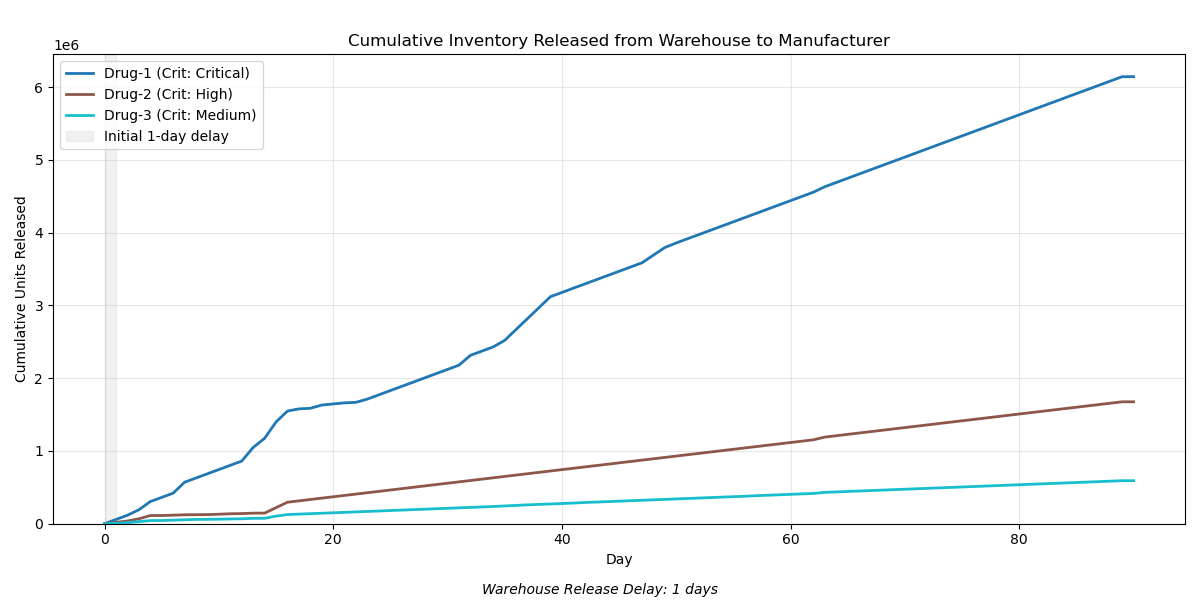 Cumulative Inventory Released from Warehouse to Manufacturer
1e6
Drug-1 (Crit: Critical)
Drug-2 (Crit: High)
Drug-3 (Crit: Medium)
Initial 1-day delay
Cumulative Units Released
6
5
4
3
2
1
0
0 20 40 60 80
Day
Warehouse Release Delay: 1 days